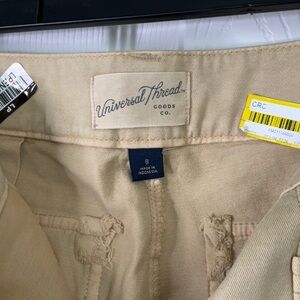 Universal Thread
GOODS
CO.
CRC
8
MADE IN
INDONESIA